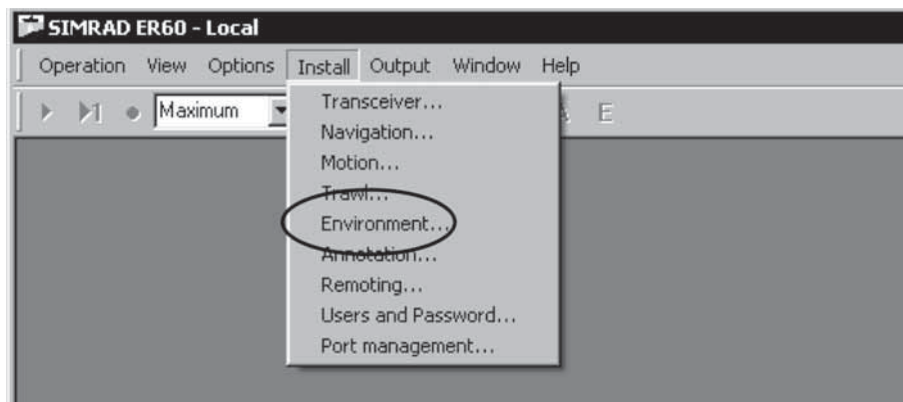 SIMRAD ER60 - Local
Operation View Options Install Output Window Help
Maximum E
Transceiver...
Navigation...
Motion...
Trawl...
Environment...
Annotation...
Remoting...
Users and Password...
Port management...